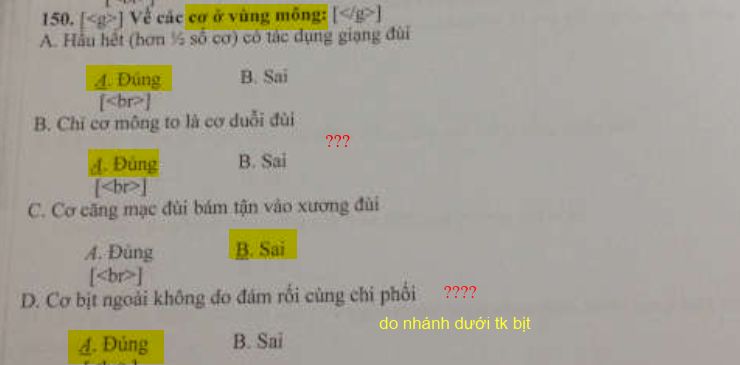 150. [<g>] Về các cơ ở vùng mông: [</g>]
A. Hầu hết (hơn ½ số cơ) có tác dụng giạng đùi
A. Đúng B. Sai
[<br>]
B. Chỉ cơ mông to là cơ duỗi đùi
???
A. Đúng B. Sai
[<br>]
C. Cơ căng mạc đùi bám tận vào xương đùi
A. Đúng B. Sai
[<br>]
D. Cơ bịt ngoài không do đám rối cùng chi phối ????
do nhánh dưới tk bịt
A. Đúng B. Sai